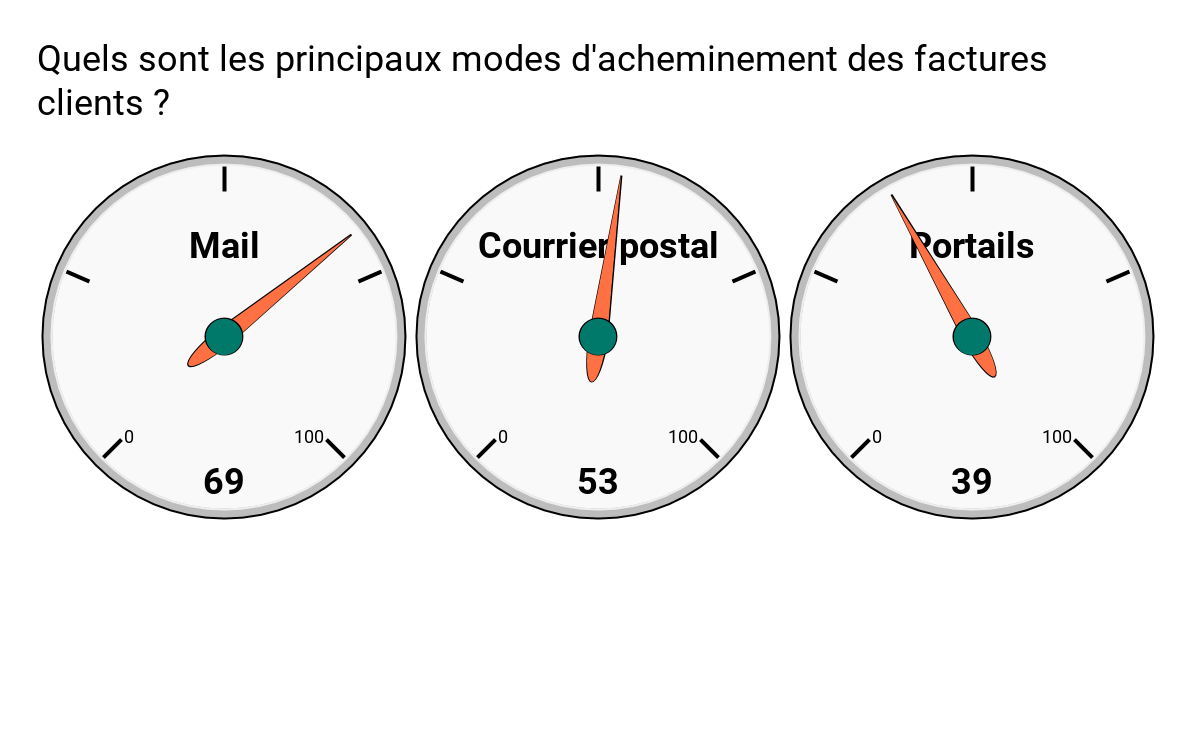 Quels sont les principaux modes d'acheminement des factures
clients ?
Mail
0
100
69
Courrier postal
0
100
53
Portails
0
100
39